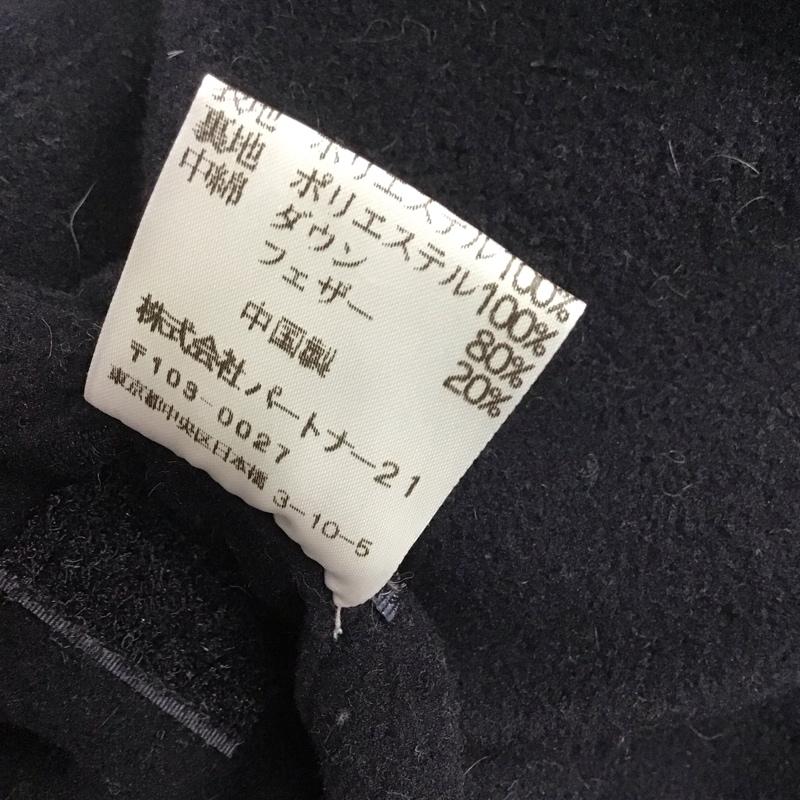 表地 ポリエステル100%
裏地 ポリエステル100%
中綿 ダウン 80%
フェザー 20%
中国製
株式会社パートナー21
〒103-0027
東京都中央区日本橋3-10-5